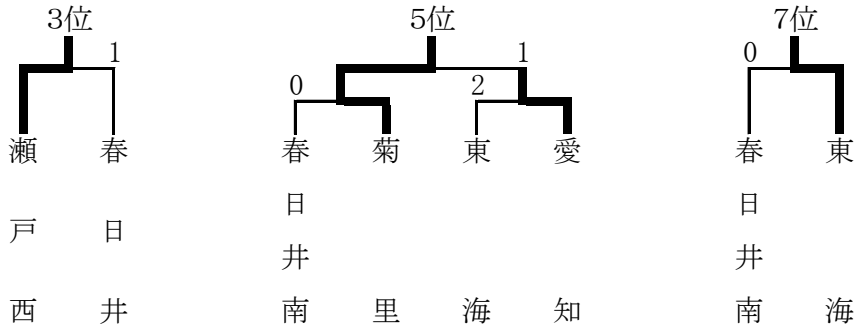 3位 5位 7位
1 1 0
0 2
瀬戸西
春日井
春日井南
菊里
東海
愛知
春日井南
東海